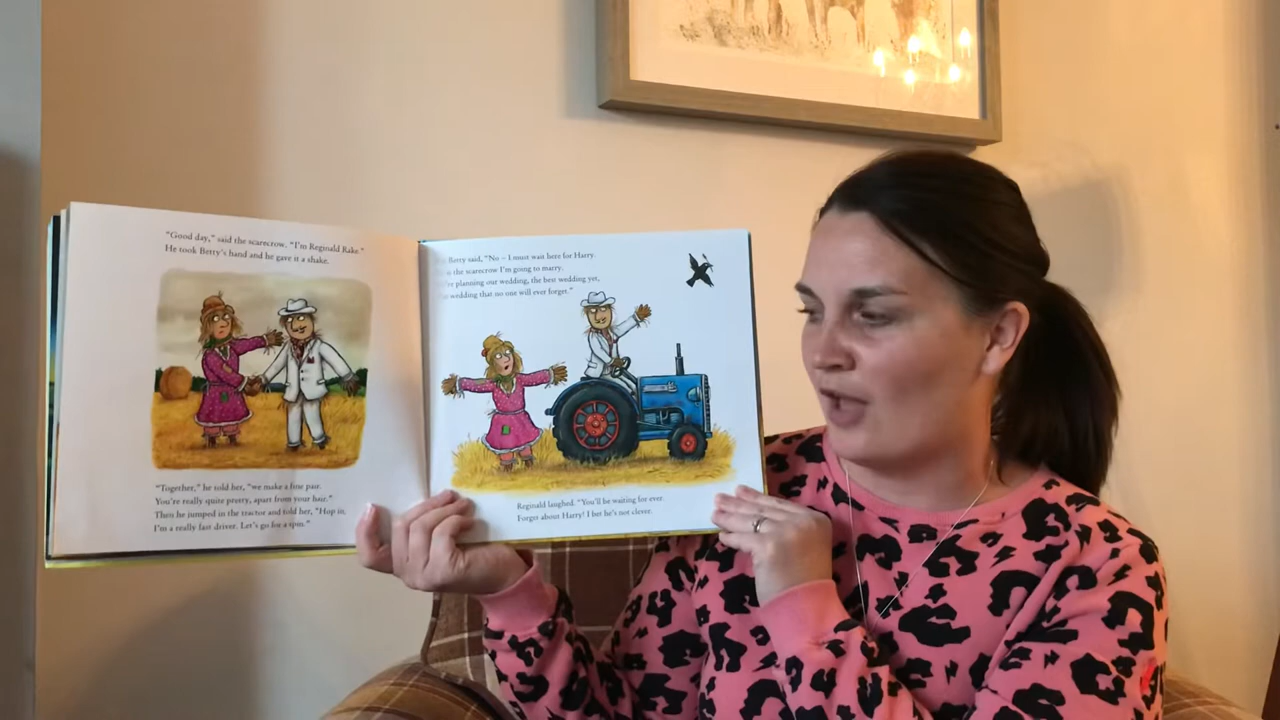 "Good day," said the scarecrow. "I'm Reginald Rake."
He took Betty's hand and he gave it a shake.
"Together," he told her, "we make a fine pair.
You're really quite pretty, apart from your hair."
Then he jumped in the tractor and told her, "Hop in,
I'm a really fast driver. Let's go for a spin."
Betty said, "No – I must wait here for Harry.
the scarecrow I'm going to marry.
planning our wedding, the best wedding yet,
wedding that no one will ever forget."
Reginald laughed. "You'll be waiting for ever.
Forget about Harry! I bet he's not clever.